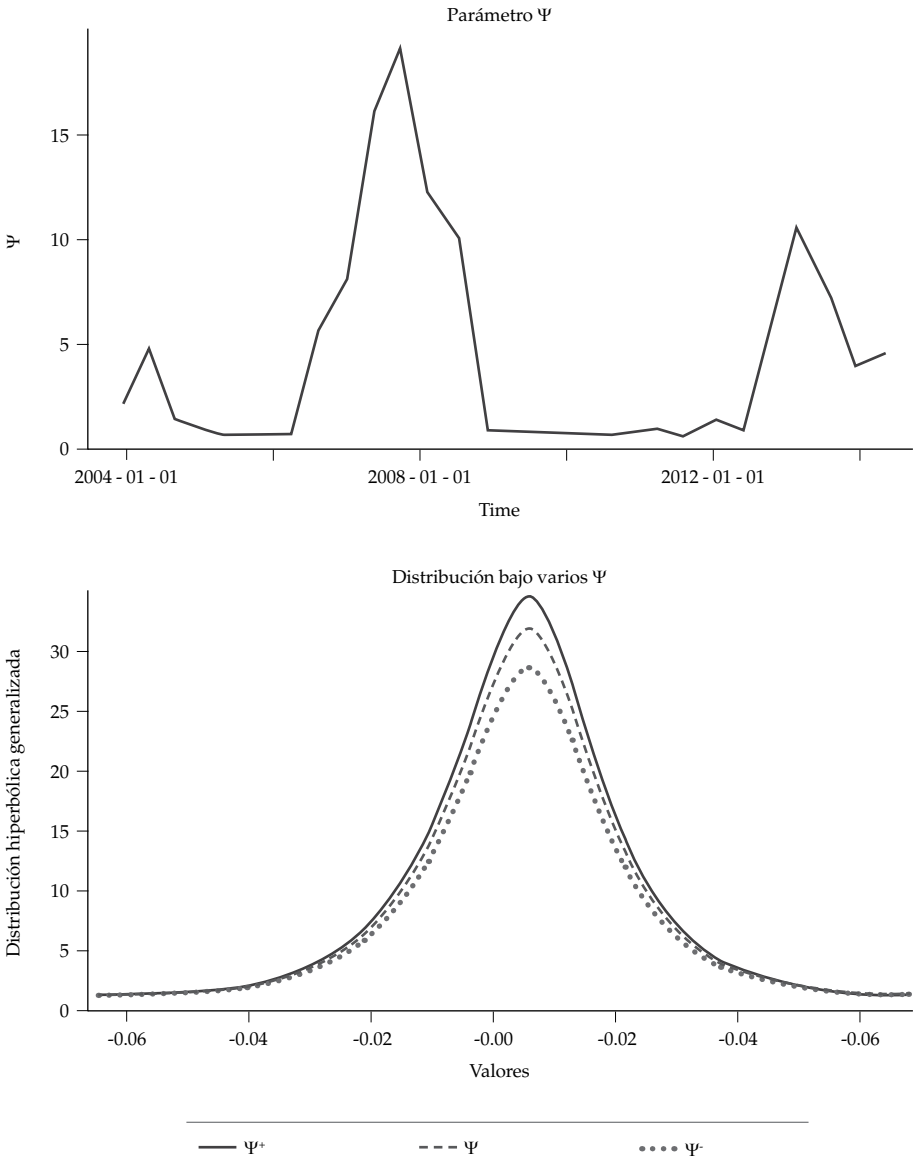 Parámetro Ψ
Ψ
15
10
5
0
2004 - 01 - 01
2008 - 01 - 01
2012 - 01 - 01
Time
Distribución bajo varios Ψ
Distribución hiperbólica generalizada
30
25
20
15
10
5
0
-0.06
-0.04
-0.02
-0.00
-0.02
-0.04
-0.06
Valores
Ψ⁺
Ψ
Ψ⁻